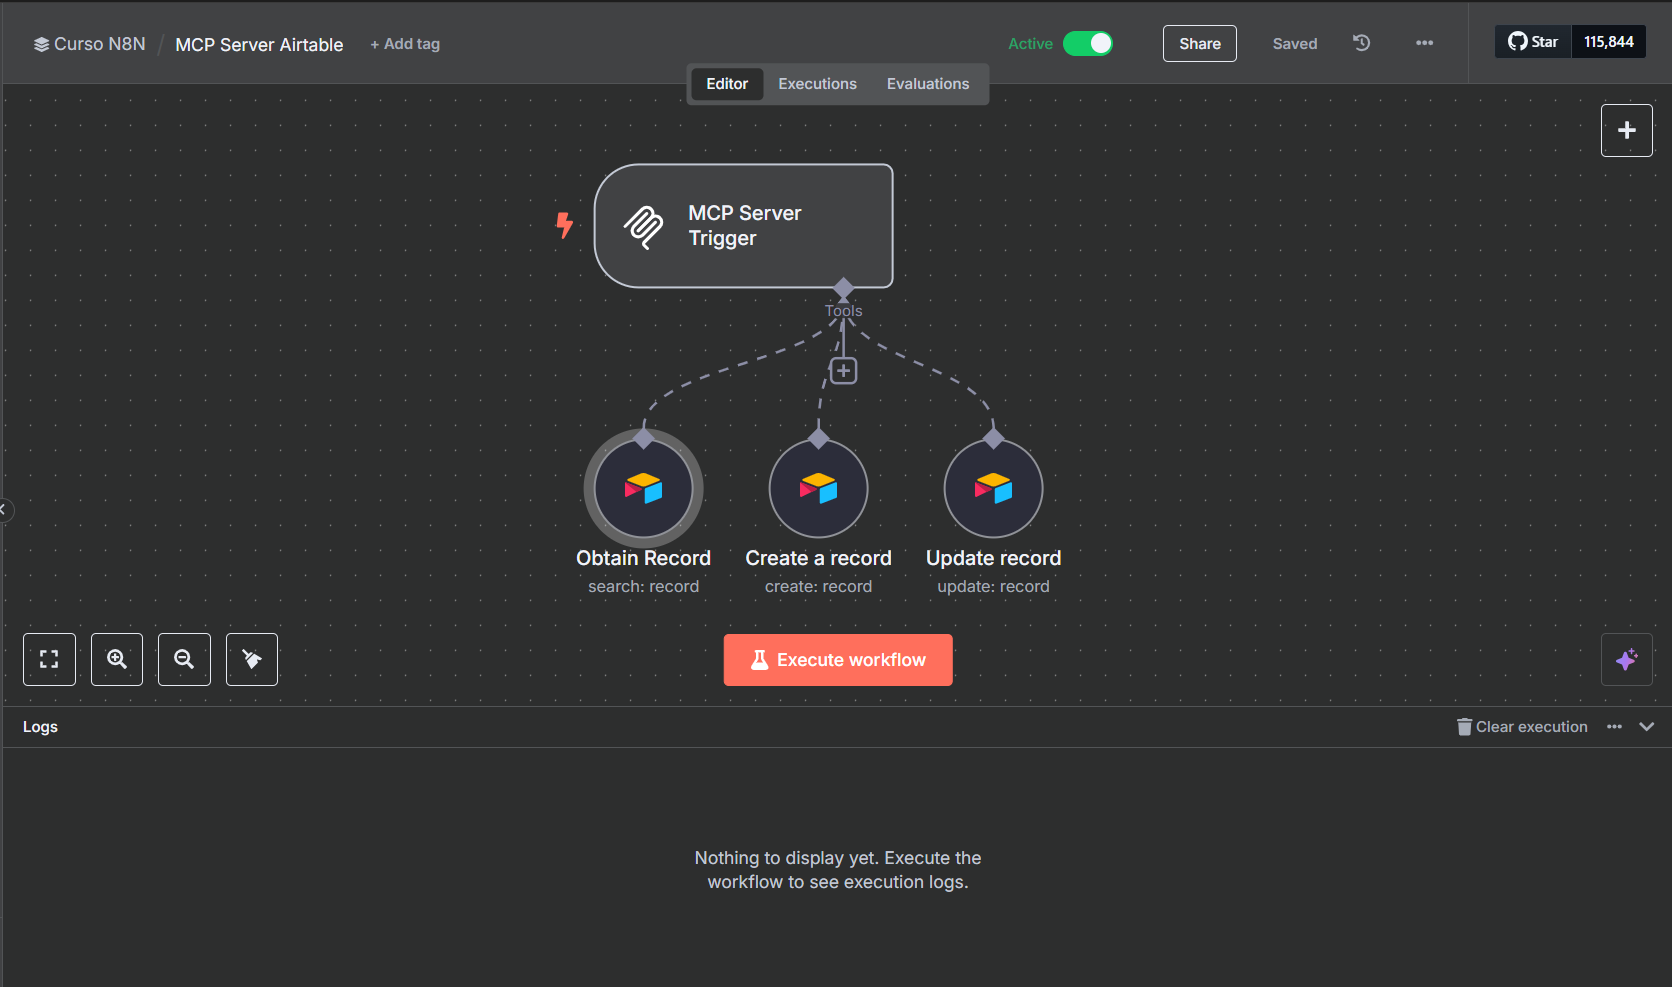 Curso N8N / MCP Server Airtable + Add tag Active Share Saved Star 115,844
Editor Executions Evaluations
MCP Server
Trigger
Tools
Obtain Record
search: record
Create a record
create: record
Update record
update: record
Execute workflow
Logs Clear execution
Nothing to display yet. Execute the
workflow to see execution logs.